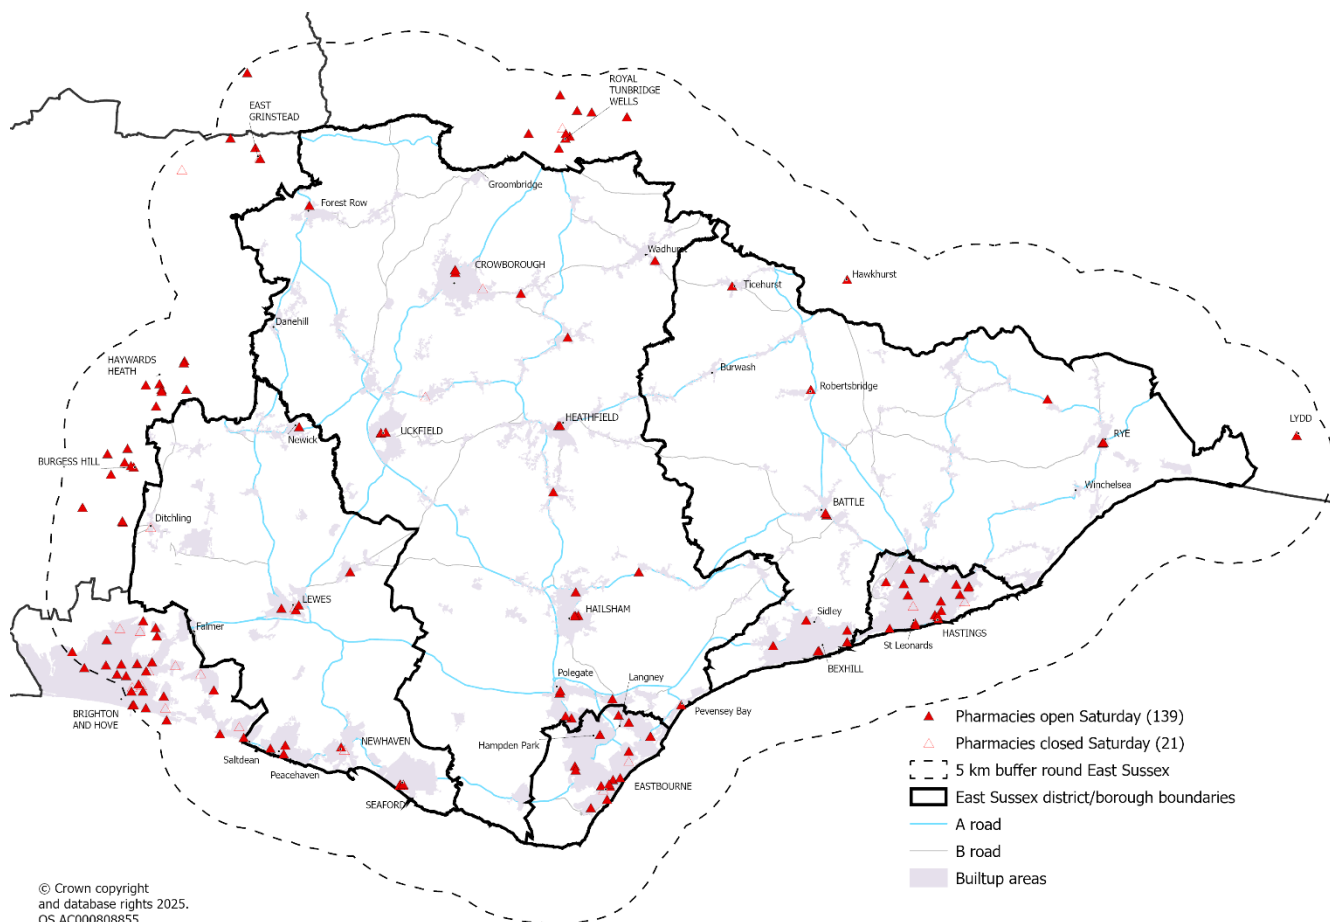 ROYAL
TUNBRIDGE
WELLS
EAST
GRINSTEAD
Groombridge
Forest Row
Wadhurst
CROWBOROUGH
Hawkhurst
Ticehurst
Danehill
HAYWARDS
HEATH
Burwash
Robertsbridge
HEATHFIELD
UCKFIELD
Newick
LYDD
RYE
BURGESS HILL
Winchelsea
BATTLE
Ditchling
LEWES
HAILSHAM
Sidley
Falmer
St Leonards
HASTINGS
BEXHILL
Polegate
Langney
Pevensey Bay
BRIGHTON
AND HOVE
Hampden Park
NEWHAVEN
Saltdean
Peacehaven
EASTBOURNE
SEAFORD
Pharmacies open Saturday (139)
Pharmacies closed Saturday (21)
5 km buffer round East Sussex
East Sussex district/borough boundaries
A road
B road
Builtup areas
© Crown copyright
and database rights 2025.
OS AC000808855